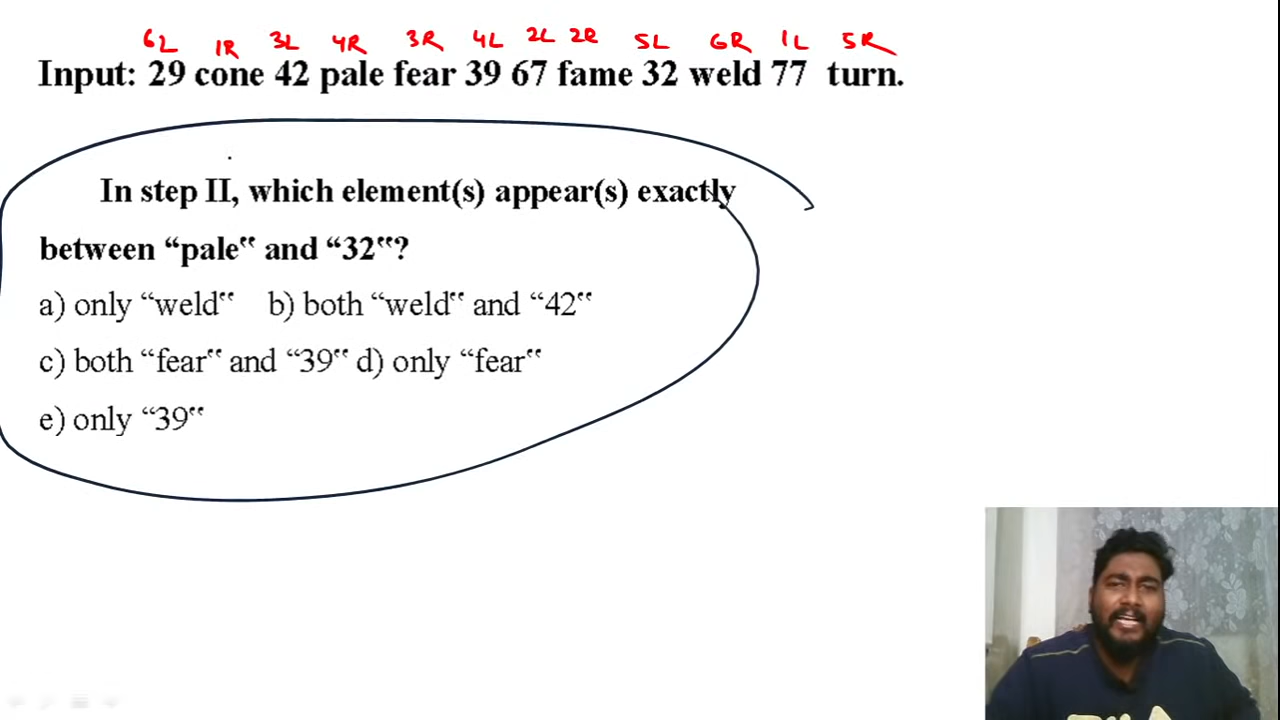 6L 1R 3L 4R 3R 4L 2L 2R 5L 6R 1L 5R
Input: 29 cone 42 pale fear 39 67 fame 32 weld 77 turn.
In step II, which element(s) appear(s) exactly
between “pale‟ and “32‟?
a) only “weld‟ b) both “weld‟ and “42‟
c) both “fear‟ and “39‟ d) only “fear‟
e) only “39‟